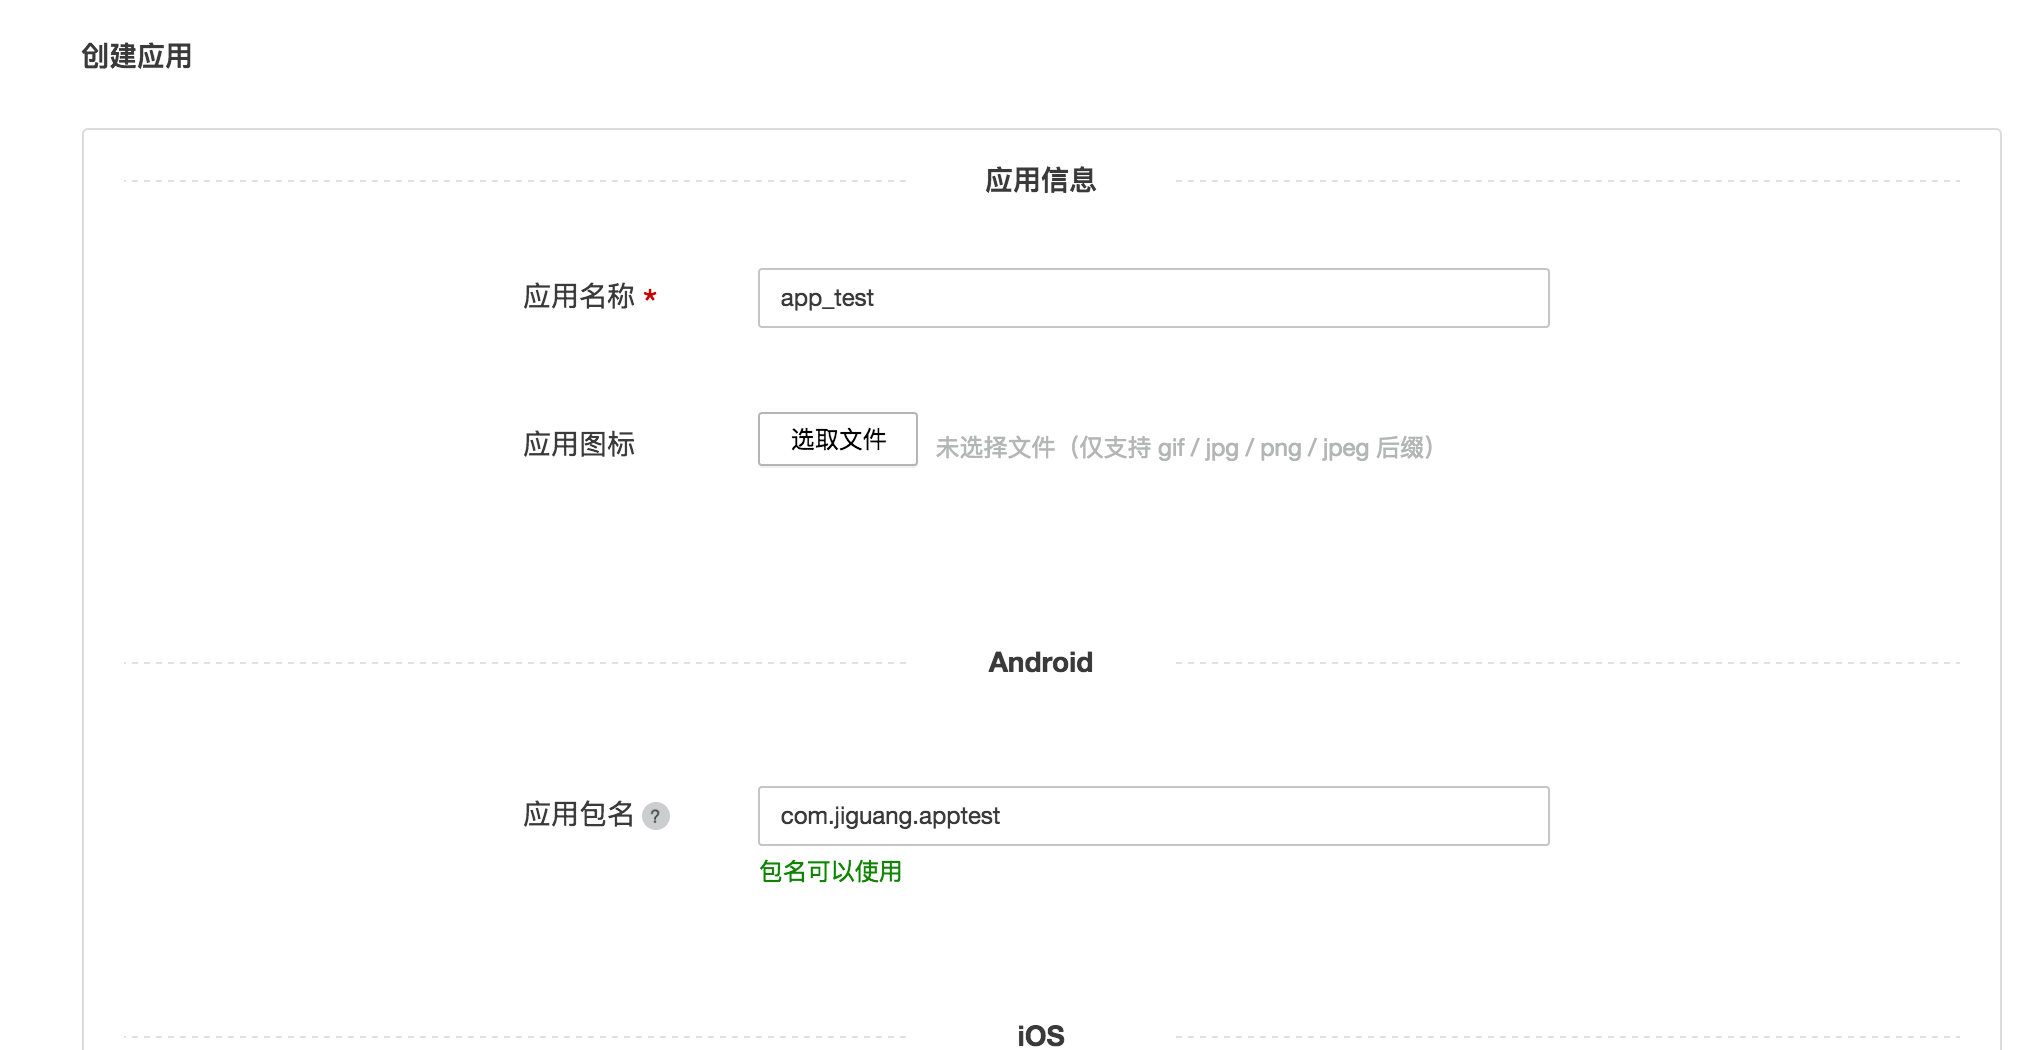 创建应用
应用信息
应用名称 *
app_test
应用图标
选取文件
未选择文件（仅支持 gif / jpg / png / jpeg 后缀）
Android
应用包名 ?
com.jiguang.apptest
包名可以使用
iOS